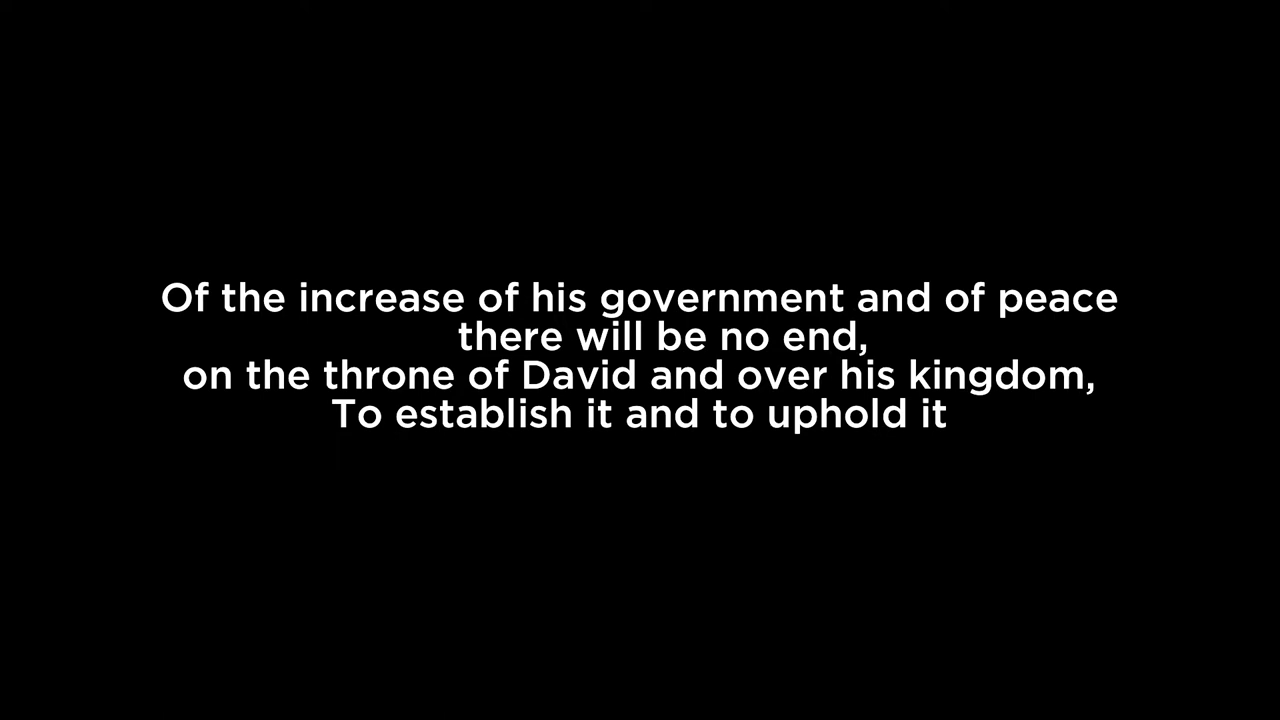 Of the increase of his government and of peace
there will be no end,
on the throne of David and over his kingdom,
To establish it and to uphold it